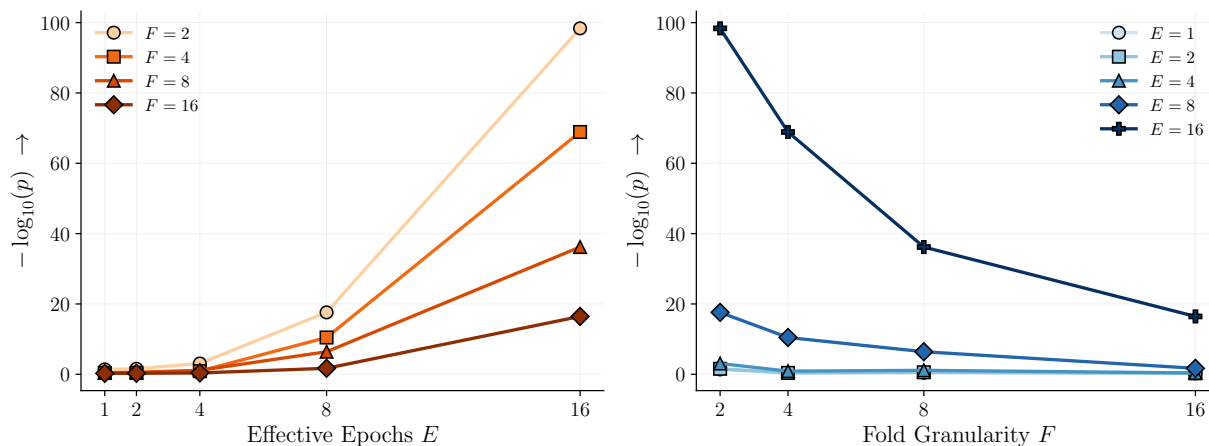 100
80
60
40
20
0
− log₁₀(p) →
F = 2
F = 4
F = 8
F = 16
1
2
4
8
16
Effective Epochs E
100
80
60
40
20
0
− log₁₀(p) →
E = 1
E = 2
E = 4
E = 8
E = 16
2
4
8
16
Fold Granularity F